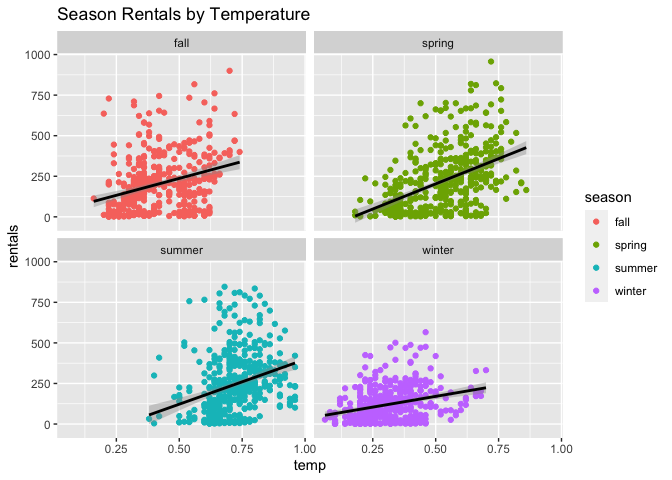 Season Rentals by Temperature
fall
spring
1000
750
500
250
0
summer
winter
1000
750
500
250
0
0.25
0.50
0.75
1.00
0.25
0.50
0.75
1.00
temp
rentals
season
fall
spring
summer
winter